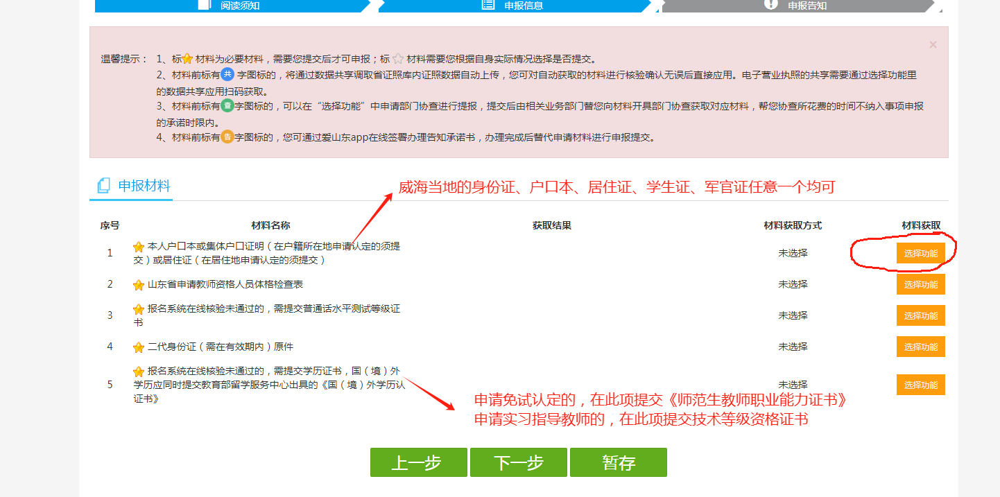 阅读须知
申报信息
申报告知
温馨提示： 1、标 材料为必要材料，需要您提交后才可申报；标 材料需要您根据自身实际情况选择是否提交。
2、材料前标有 共 字图标的，将通过数据共享调取省证照库内证照数据自动上传，您可对自动获取的材料进行核验确认无误后直接应用。电子营业执照的共享需要通过选择功能里
的数据共享应用扫码获取。
3、材料前标有 查 字图标的，可以在“选择功能”中申请部门协查进行提报，提交后由相关业务部门替您向材料开具部门协查获取对应材料，帮您协查所花费的时间不纳入事项申报
的承诺时限内。
4、材料前标有 告 字图标的，您可通过爱山东app在线签署办理告知承诺书，办理完成后替代申请材料进行申报提交。
×
申报材料
威海当地的身份证、户口本、居住证、学生证、军官证任意一个均可
序号 材料名称 获取结果 材料获取方式 材料获取
1 本人户口本或集体户口证明（在户籍所在地申请认定的须提
交）或居住证（在居住地申请认定的须提交） 未选择 选择功能
2 山东省申请教师资格人员体格检查表 未选择 选择功能
3 报名系统在线核验未通过的，需提交普通话水平测试等级证
书 未选择 选择功能
4 二代身份证（需在有效期内）原件 未选择 选择功能
5 报名系统在线核验未通过的，需提交学历证书，国（境）外
学历应同时提交教育部留学服务中心出具的《国（境）外学历认
证书》 未选择 选择功能
申请免试认定的，在此项提交《师范生教师职业能力证书》
申请实习指导教师的，在此项提交技术等级资格证书
上一步 下一步 暂存